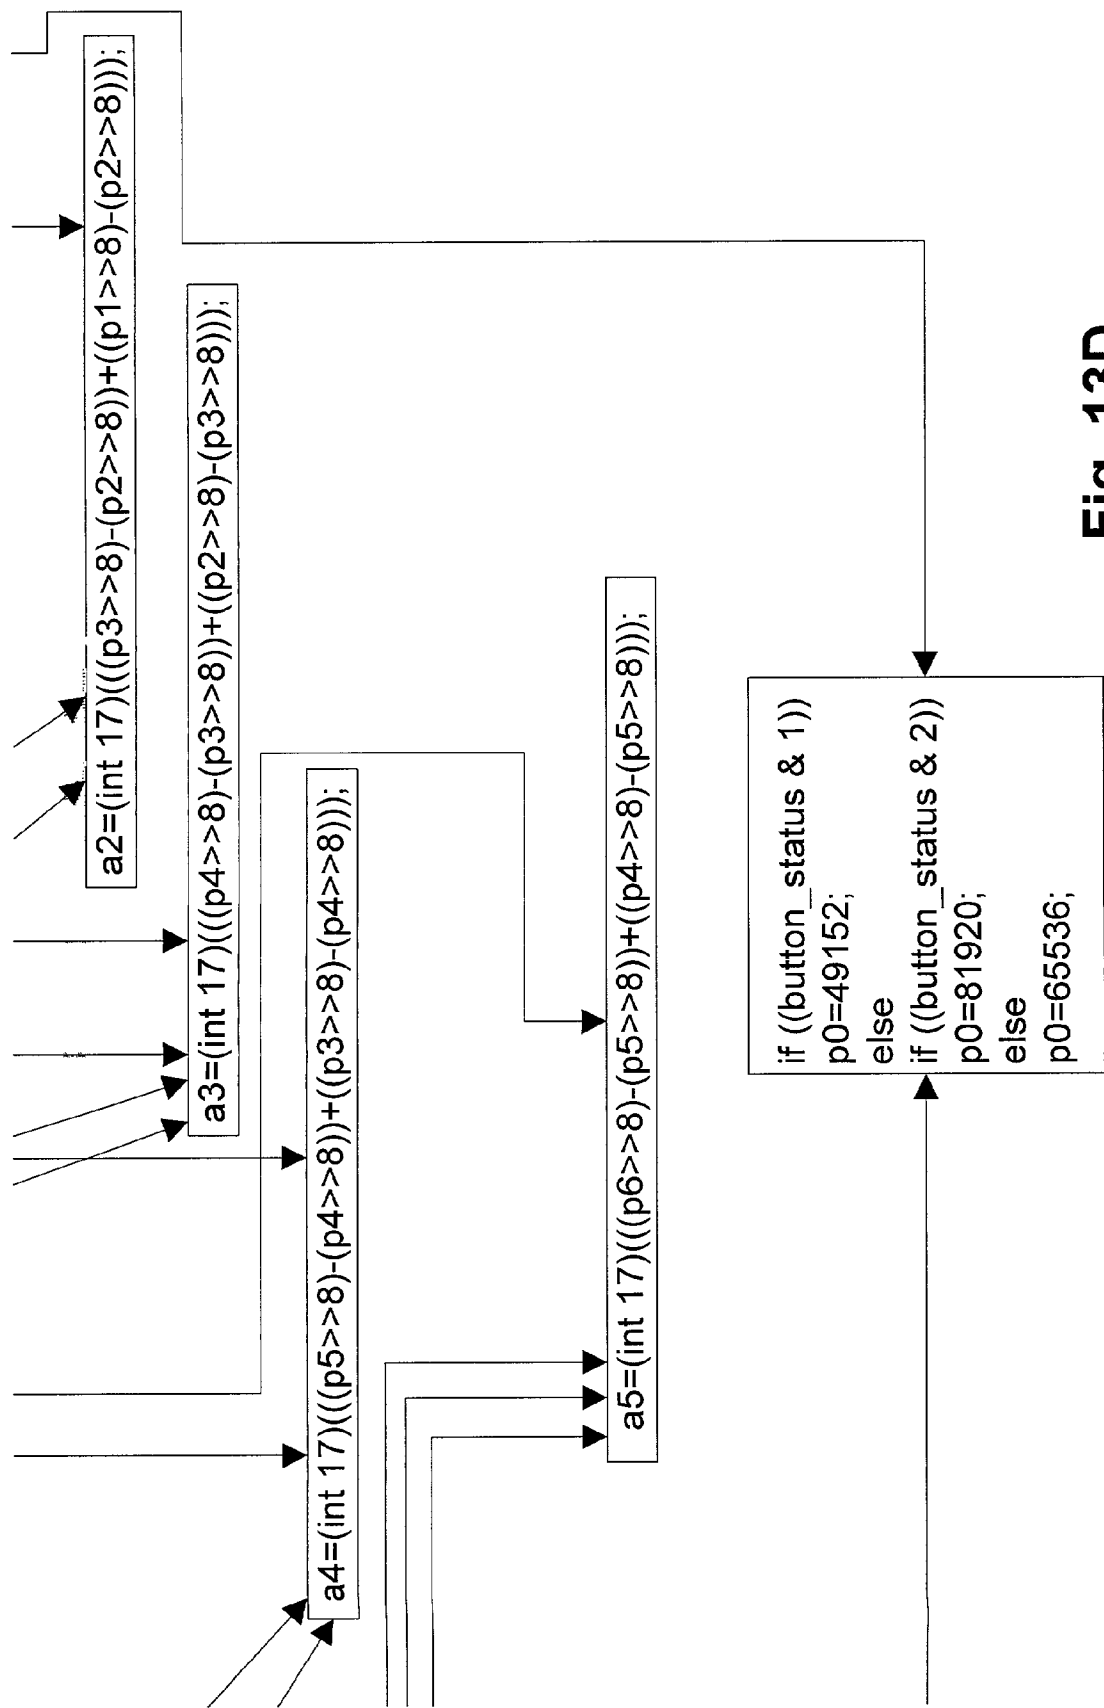 a2=(int 17)(((p3>>8)-(p2>>8))+((p1>>8)-(p2>>8)));
a3=(int 17)(((p4>>8)-(p3>>8))+((p2>>8)-(p3>>8)));
a4=(int 17)(((p5>>8)-(p4>>8))+((p3>>8)-(p4>>8)));
a5=(int 17)(((p6>>8)-(p5>>8))+((p4>>8)-(p5>>8)));
if ((button_status & 1))
p0=49152;
else
if ((button_status & 2))
p0=81920;
else
p0=65536;
Fig. 13D